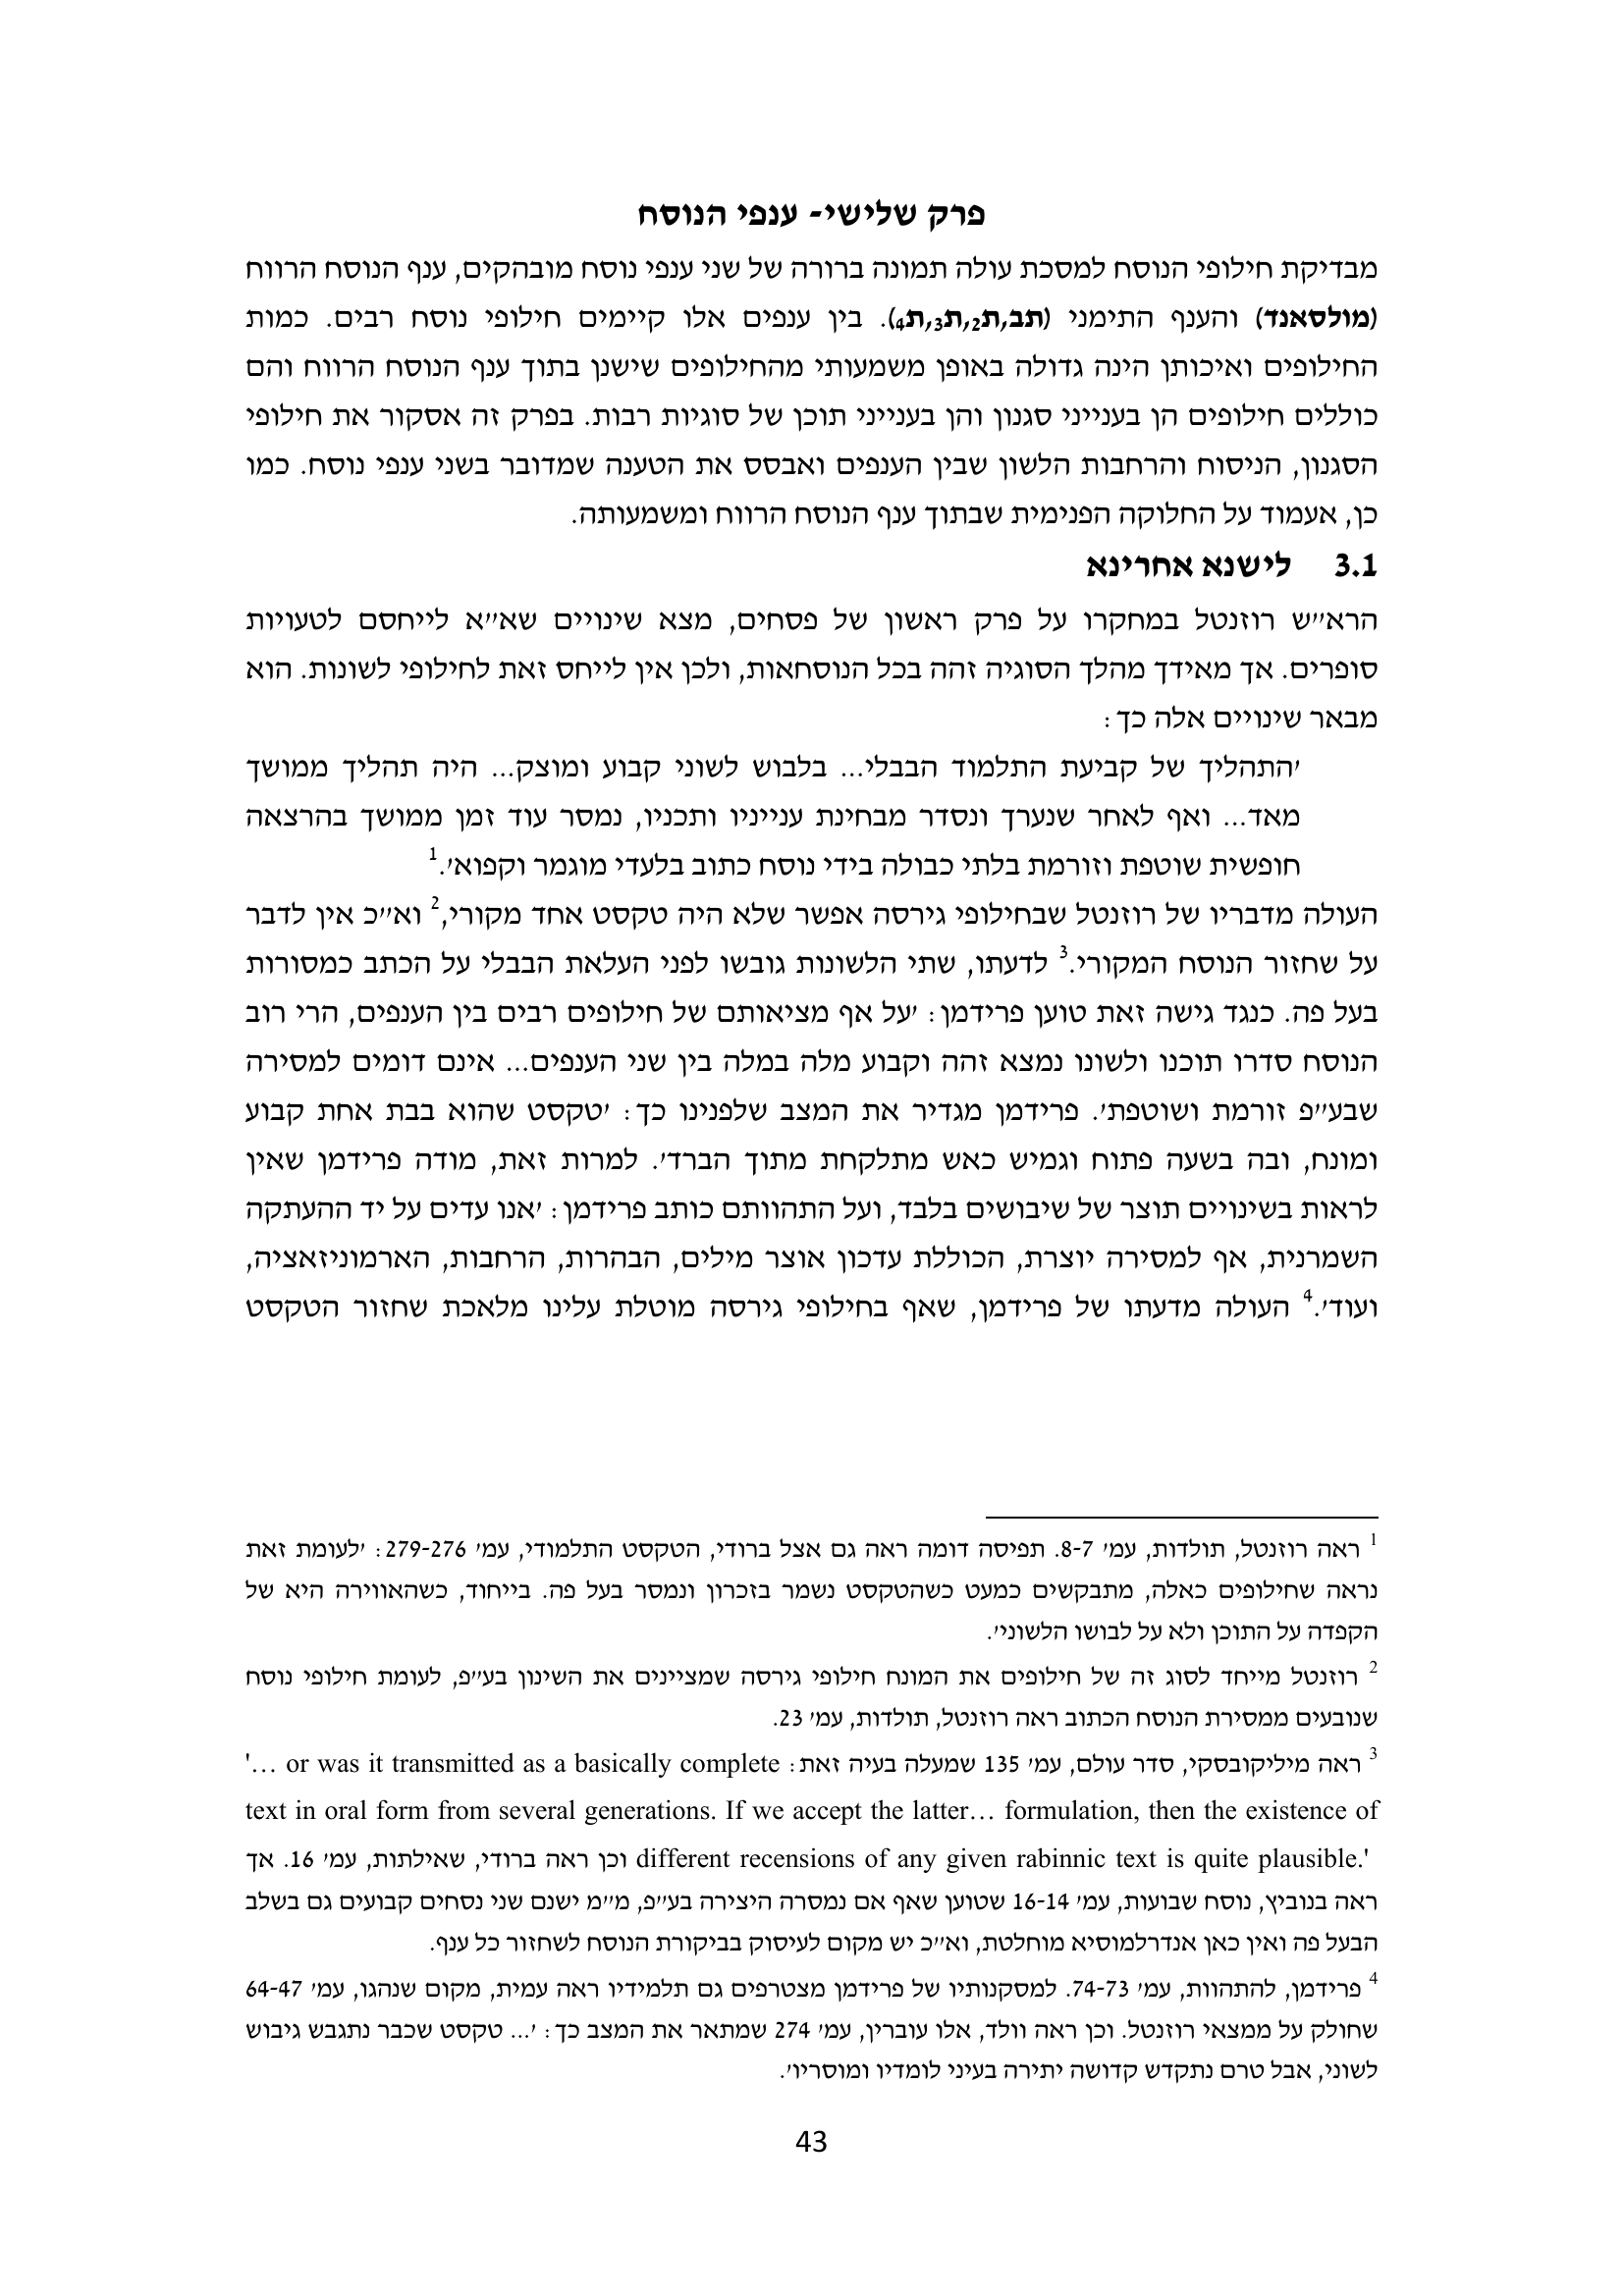 פרק שלישי- ענפי הנוסח
מבדיקת חילופי הנוסח למסכת עולה תמונה ברורה של שני ענפי נוסח מובהקים, ענף הנוסח הרווח
(מולסאנד) והענף התימני (תב,ת2,ת3,ת4). בין ענפים אלו קיימים חילופי נוסח רבים. כמות
החילופים ואיכותן הינה גדולה באופן משמעותי מהחילופים שישנן בתוך ענף הנוסח הרווח והם
כוללים חילופים הן בענייני סגנון והן בענייני תוכן של סוגיות רבות. בפרק זה אסקור את חילופי
הסגנון, הניסוח והרחבות הלשון שבין הענפים ואבסס את הטענה שמדובר בשני ענפי נוסח. כמו
כן, אעמוד על החלוקה הפנימית שבתוך ענף הנוסח הרווח ומשמעותה.
3.1 לישנא אחרינא
הרא״ש רוזנטל במחקרו על פרק ראשון של פסחים, מצא שינויים שא״א לייחסם לטעויות
סופרים. אך מאידך מהלך הסוגיה זהה בכל הנוסחאות, ולכן אין לייחס זאת לחילופי לשונות. הוא
מבאר שינויים אלה כך:
׳התהליך של קביעת התלמוד הבבלי... בלבוש לשוני קבוע ומוצק... היה תהליך ממושך
מאד... ואף לאחר שנערך ונסדר מבחינת ענייניו ותכניו, נמסר עוד זמן ממושך בהרצאה
חופשית שוטפת וזורמת בלתי כבולה בידי נוסח כתוב בלעדי מוגמר וקפוא׳.1
העולה מדבריו של רוזנטל שבחילופי גירסה אפשר שלא היה טקסט אחד מקורי,2 וא״כ אין לדבר
על שחזור הנוסח המקורי.3 לדעתו, שתי הלשונות גובשו לפני העלאת הבבלי על הכתב כמסורות
בעל פה. כנגד גישה זאת טוען פרידמן: ׳על אף מציאותם של חילופים רבים בין הענפים, הרי רוב
הנוסח סדרו תוכנו ולשונו נמצא זהה וקבוע מלה במלה בין שני הענפים... אינם דומים למסירה
שבע״פ זורמת ושוטפת׳. פרידמן מגדיר את המצב שלפנינו כך: ׳טקסט שהוא בבת אחת קבוע
ומונח, ובה בשעה פתוח וגמיש כאש מתלקחת מתוך הברד׳. למרות זאת, מודה פרידמן שאין
לראות בשינויים תוצר של שיבושים בלבד, ועל התהוותם כותב פרידמן: ׳אנו עדים על יד ההעתקה
השמרנית, אף למסירה יוצרת, הכוללת עדכון אוצר מילים, הבהרות, הרחבות, הארמוניזאציה,
ועוד׳.4 העולה מדעתו של פרידמן, שאף בחילופי גירסה מוטלת עלינו מלאכת שחזור הטקסט
1 ראה רוזנטל, תולדות, עמ׳ 8-7. תפיסה דומה ראה גם אצל ברודי, הטקסט התלמודי, עמ׳ 279-276: ׳לעומת זאת
נראה שחילופים כאלה, מתבקשים כמעט כשהטקסט נשמר בזכרון ונמסר בעל פה. בייחוד, כשהאווירה היא של
הקפדה על התוכן ולא על לבושו הלשוני׳.
2 רוזנטל מייחד לסוג זה של חילופים את המונח חילופי גירסה שמציינים את השינון בע״פ, לעומת חילופי נוסח
שנובעים ממסירת הנוסח הכתוב ראה רוזנטל, תולדות, עמ׳ 23.
3 ראה מיליקובסקי, סדר עולם, עמ׳ 135 שמעלה בעיה זאת: '… or was it transmitted as a basically complete
text in oral form from several generations. If we accept the latter… formulation, then the existence of
different recensions of any given rabinnic text is quite plausible.' וכן ראה ברודי, שאילתות, עמ׳ 16. אך
ראה בנוביץ, נוסח שבועות, עמ׳ 16-14 שטוען שאף אם נמסרה היצירה בע״פ, מ״מ ישנם שני נסחים קבועים גם בשלב
הבעל פה ואין כאן אנדרלמוסיא מוחלטת, וא״כ יש מקום לעיסוק בביקורת הנוסח לשחזור כל ענף.
4 פרידמן, להתהוות, עמ׳ 74-73. למסקנותיו של פרידמן מצטרפים גם תלמידיו ראה עמית, מקום שנהגו, עמ׳ 64-47
שחולק על ממצאי רוזנטל. וכן ראה וולד, אלו עוברין, עמ׳ 274 שמתאר את המצב כך: ׳... טקסט שכבר נתגבש גיבוש
לשוני, אבל טרם נתקדש קדושה יתירה בעיני לומדיו ומוסריו׳.
43